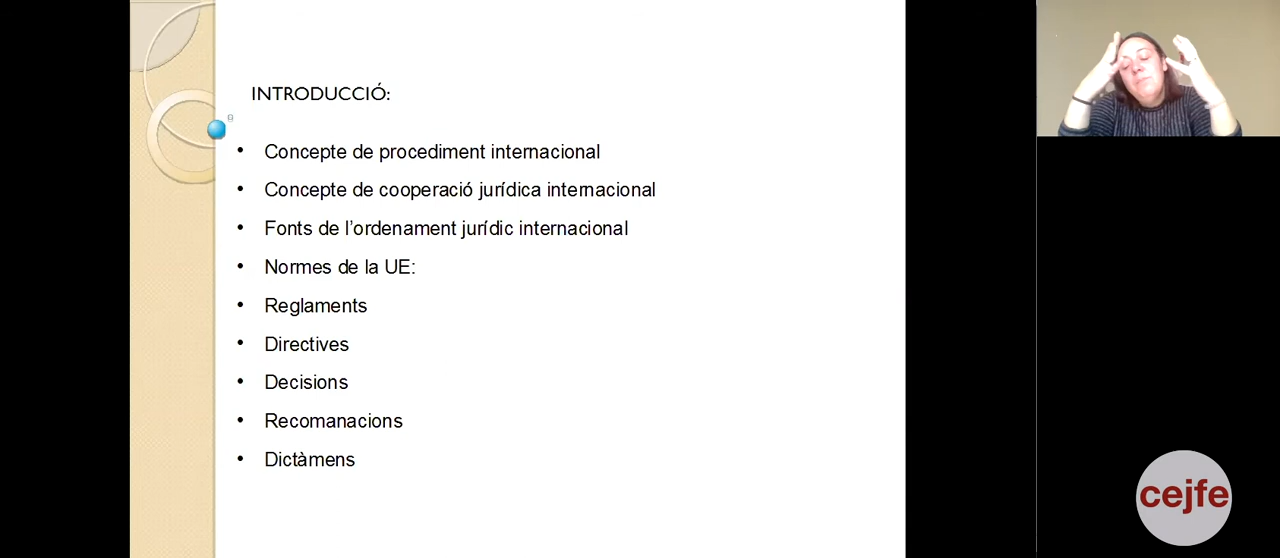 INTRODUCCIÓ:
9
• Concepte de procediment internacional
• Concepte de cooperació jurídica internacional
• Fonts de l’ordenament jurídic internacional
• Normes de la UE:
• Reglaments
• Directives
• Decisions
• Recomanacions
• Dictàmens
cejfe